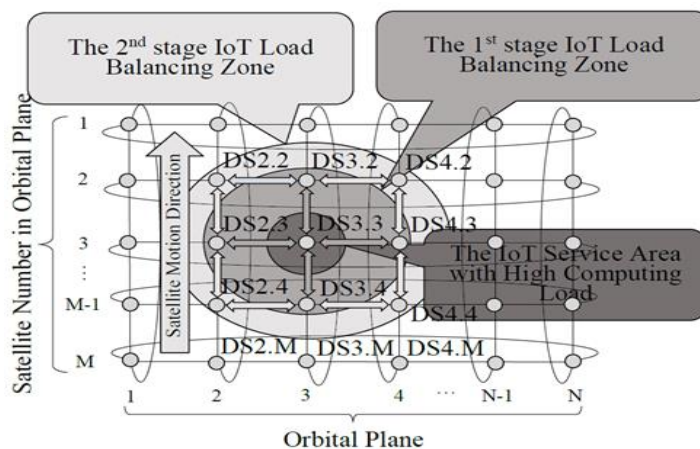 The 2nd stage IoT Load
Balancing Zone
The 1st stage IoT Load
Balancing Zone
Satellite Number in Orbital Plane
1
2
3
⋮
M-1
M
Satellite Motion Direction
DS2.2
DS3.2
DS4.2
DS2.3
DS3.3
DS4.3
The IoT Service Area
with High Computing
Load
DS2.4
DS3.4
DS4.4
DS2.M
DS3.M
DS4.M
1
2
3
4
...
N-1
N
Orbital Plane